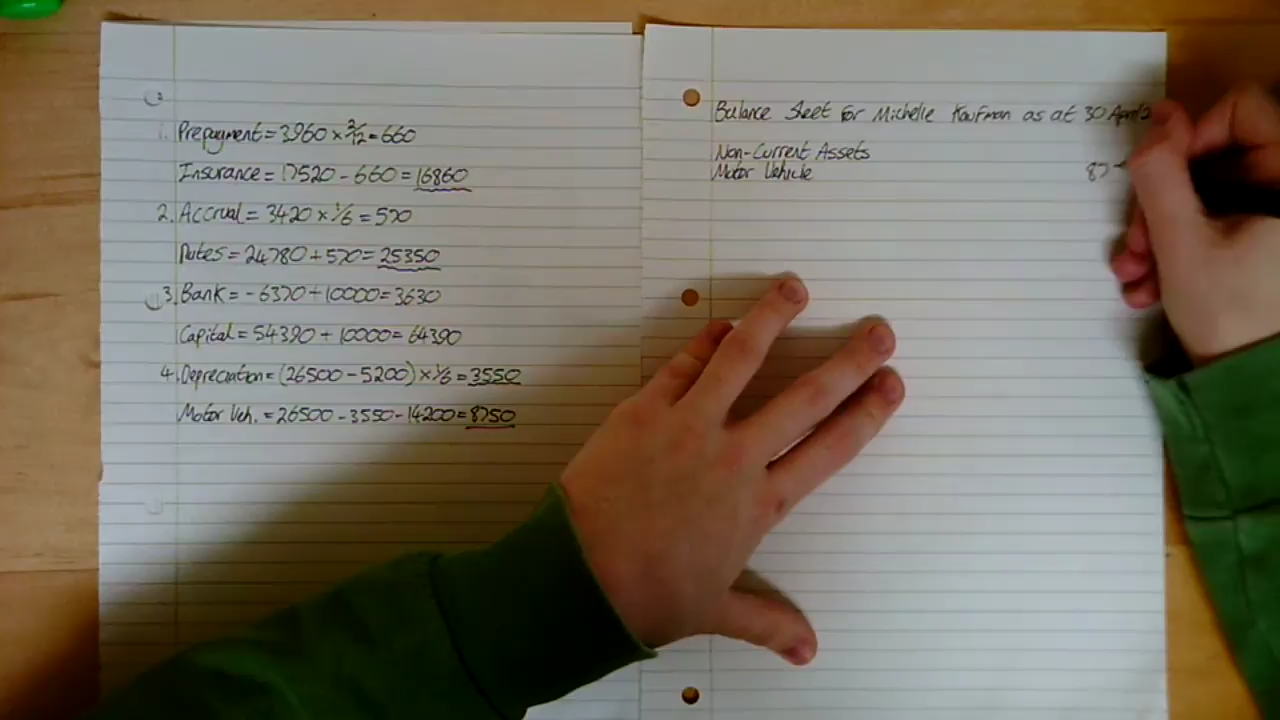 1. Prepayment = 3960 × 2/12 = 660
Insurance = 17520 - 660 = 16860
2. Accrual = 3420 × 1/6 = 570
Rates = 24780 + 570 = 25350
3. Bank = - 6370 + 10000 = 3630
Capital = 54390 + 10000 = 64390
4. Depreciation = (26500 - 5200) × 1/6 = 3550
Motor Veh. = 26500 - 3550 - 14200 = 8750
Balance Sheet for Michelle Kaufman as at 30 April 2
Non-Current Assets
Motor Vehicle 87